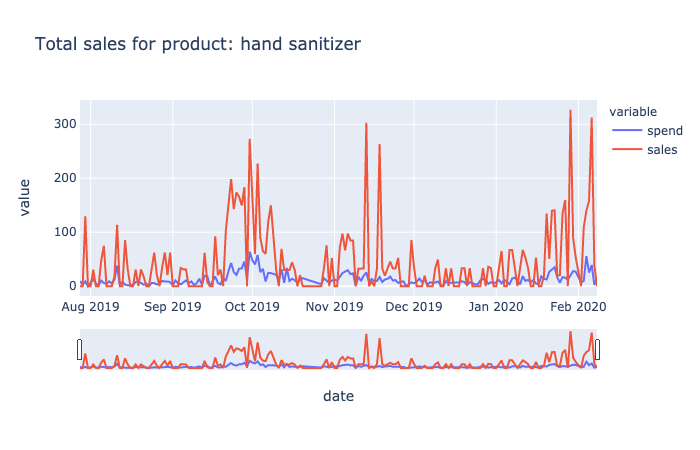 Total sales for product: hand sanitizer
variable
spend
sales
value
300
200
100
0
Aug 2019 Sep 2019 Oct 2019 Nov 2019 Dec 2019 Jan 2020 Feb 2020
date